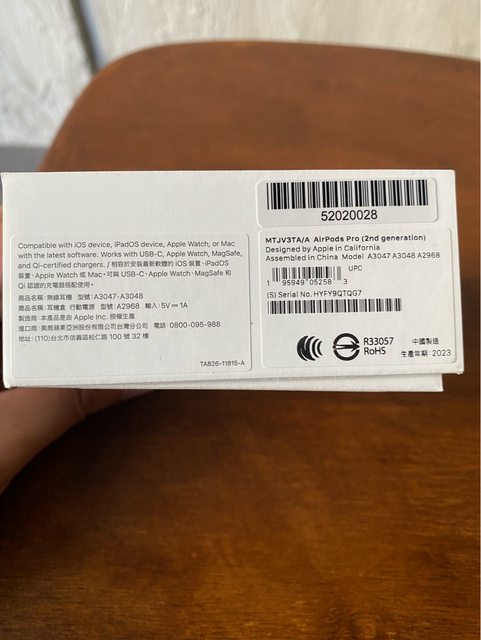 52020028
Compatible with iOS device, iPadOS device, Apple Watch, or Mac
with the latest software. Works with USB-C, Apple Watch, MagSafe,
and Qi-certified chargers. / 相容於安裝最新軟體的 iOS 裝置·iPadOS
裝置·Apple Watch 或 Mac·可與 USB-C·Apple Watch·MagSafe 和
Qi 認證的充電器搭配使用。
商品名稱：無線耳機 型號：A3047·A3048
商品名稱：耳機盒 行動電源 型號：A2968 輸入：5V⎓1A
製造商：本產品是由 Apple Inc. 授權生產
進口商：美商蘋果亞洲股份有限公司台灣分公司 電話：0800-095-988
地址：(110)台北市信義區松仁路 100 號 32 樓
TA826-11815-A
MTJV3TA/A AirPods Pro (2nd generation)
Designed by Apple in California
Assembled in China Model A3047 A3048 A2968
UPC
1 95949 05258 3
(S) Serial No. HYFY9QTQG7
R33057
RoHS
中國製造
生產年期：2023